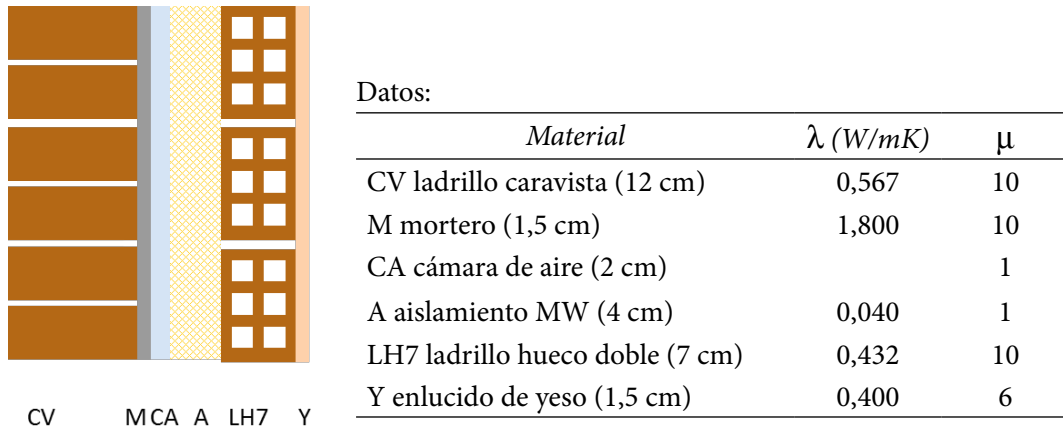 Datos:
Material λ (W/mK) μ
CV ladrillo caravista (12 cm) 0,567 10
M mortero (1,5 cm) 1,800 10
CA cámara de aire (2 cm) 1
A aislamiento MW (4 cm) 0,040 1
LH7 ladrillo hueco doble (7 cm) 0,432 10
Y enlucido de yeso (1,5 cm) 0,400 6
CV M CA A LH7 Y